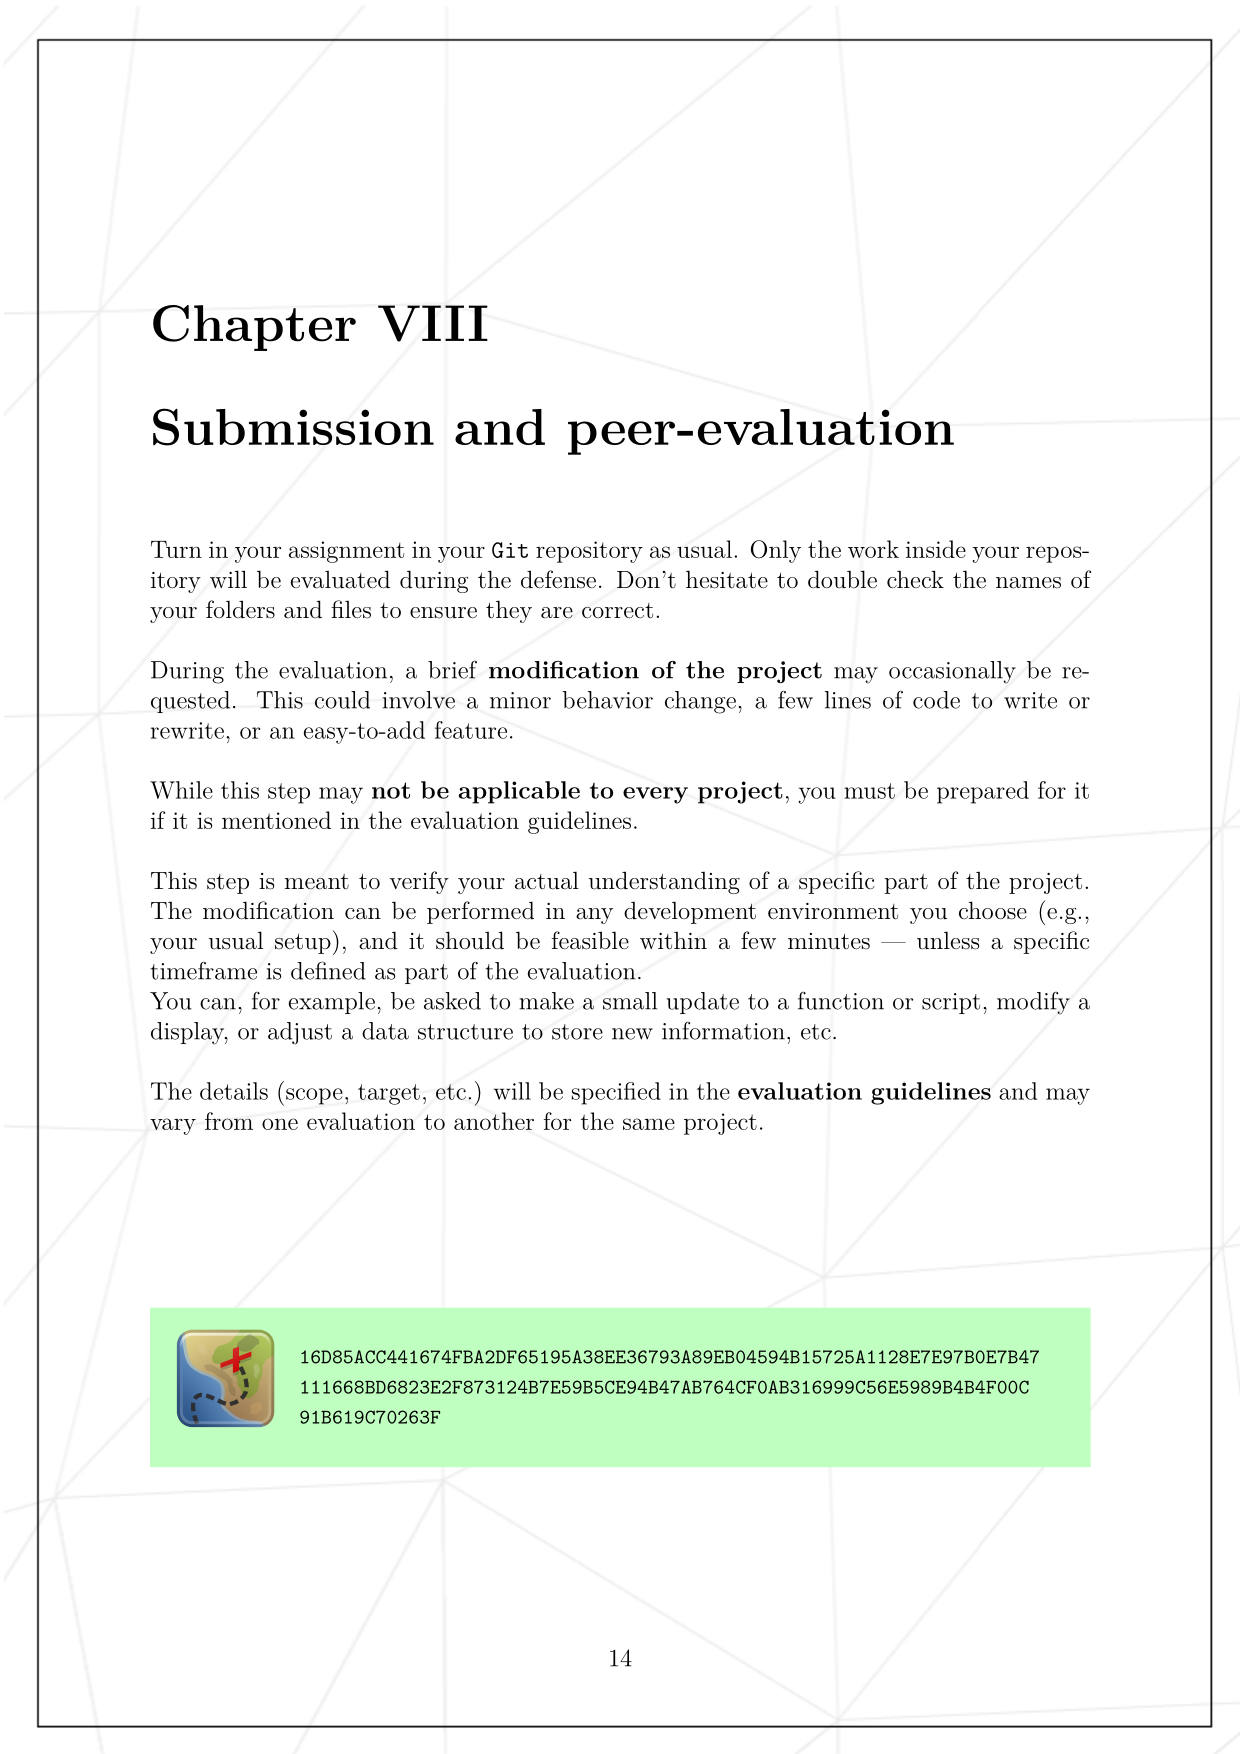 Chapter VIII
Submission and peer-evaluation
Turn in your assignment in your Git repository as usual. Only the work inside your repos-
itory will be evaluated during the defense. Don't hesitate to double check the names of
your folders and files to ensure they are correct.
During the evaluation, a brief modification of the project may occasionally be re-
quested. This could involve a minor behavior change, a few lines of code to write or
rewrite, or an easy-to-add feature.
While this step may not be applicable to every project, you must be prepared for it
if it is mentioned in the evaluation guidelines.
This step is meant to verify your actual understanding of a specific part of the project.
The modification can be performed in any development environment you choose (e.g.,
your usual setup), and it should be feasible within a few minutes — unless a specific
timeframe is defined as part of the evaluation.
You can, for example, be asked to make a small update to a function or script, modify a
display, or adjust a data structure to store new information, etc.
The details (scope, target, etc.) will be specified in the evaluation guidelines and may
vary from one evaluation to another for the same project.
16D85ACC441674FBA2DF65195A38EE36793A89EB04594B15725A1128E7E97B0E7B47
111668BD6823E2F873124B7E59B5CE94B47AB764CF0AB316999C56E5989B4B4F00C
91B619C70263F
14